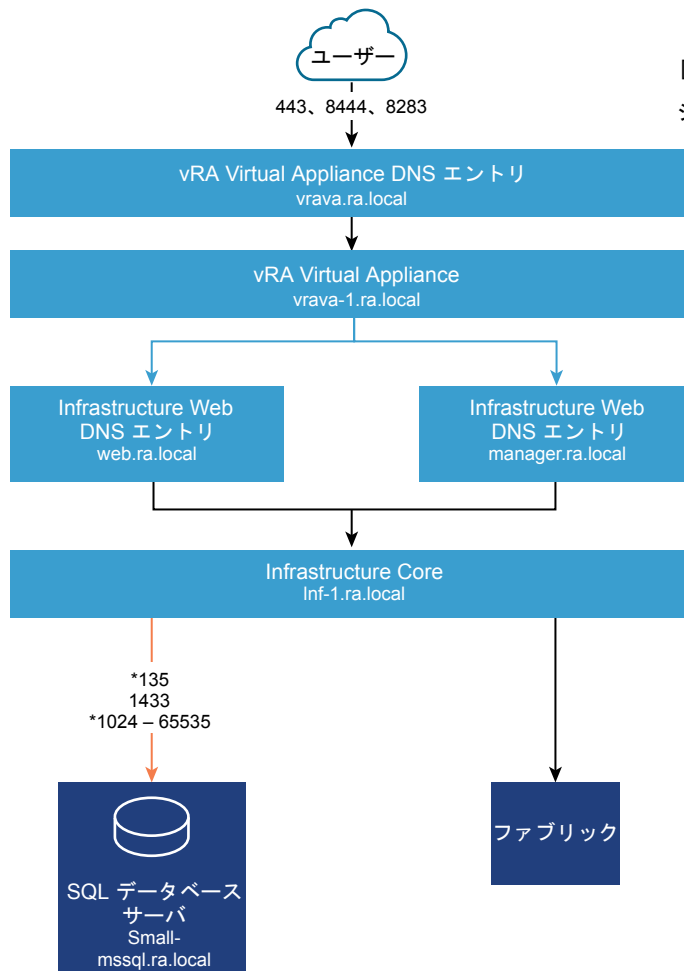 ユーザー
443、8444、8283
vRA Virtual Appliance DNS エントリ
vrava.ra.local
vRA Virtual Appliance
vrava-1.ra.local
Infrastructure Web
DNS エントリ
web.ra.local
Infrastructure Web
DNS エントリ
manager.ra.local
Infrastructure Core
Inf-1.ra.local
*135
1433
*1024 – 65535
SQL データベース
サーバ
Small-
mssql.ra.local
ファブリック